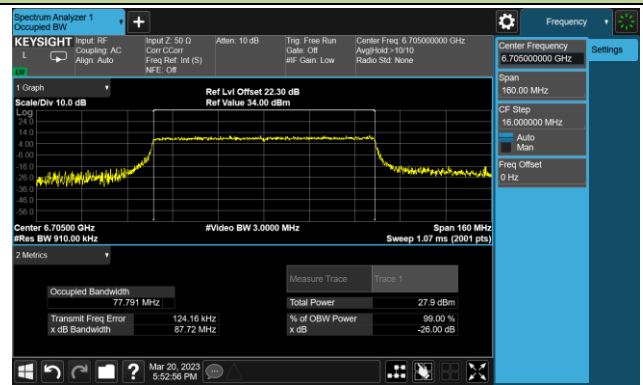 Spectrum Analyzer 1
Occupied BW
+
Frequency
KEYSIGHT
L
LXI
Input: RF
Coupling: AC
Align: Auto
Input Z: 50 Ω
Corr CCorr
Freq Ref: Int (S)
NFE: Off
Atten: 10 dB
Trig: Free Run
Gate: Off
#IF Gain: Low
Center Freq: 6.705000000 GHz
Avg|Hold:>10/10
Radio Std: None
Center Frequency
6.705000000 GHz
Settings
Span
160.00 MHz
CF Step
16.000000 MHz
Auto
Man
Freq Offset
0 Hz
1 Graph
Scale/Div 10.0 dB
Ref Lvl Offset 22.30 dB
Ref Value 34.00 dBm
Log
24.0
14.0
4.00
-6.00
-16.0
-26.0
-36.0
-46.0
-56.0
Center 6.70500 GHz
#Res BW 910.00 kHz
#Video BW 3.0000 MHz
Span 160 MHz
Sweep 1.07 ms (2001 pts)
2 Metrics
Measure Trace
Trace 1
Occupied Bandwidth
77.791 MHz
Total Power
27.9 dBm
Transmit Freq Error
124.16 kHz
% of OBW Power
99.00 %
x dB Bandwidth
87.72 MHz
x dB
-26.00 dB
?
Mar 20, 2023
5:52:56 PM